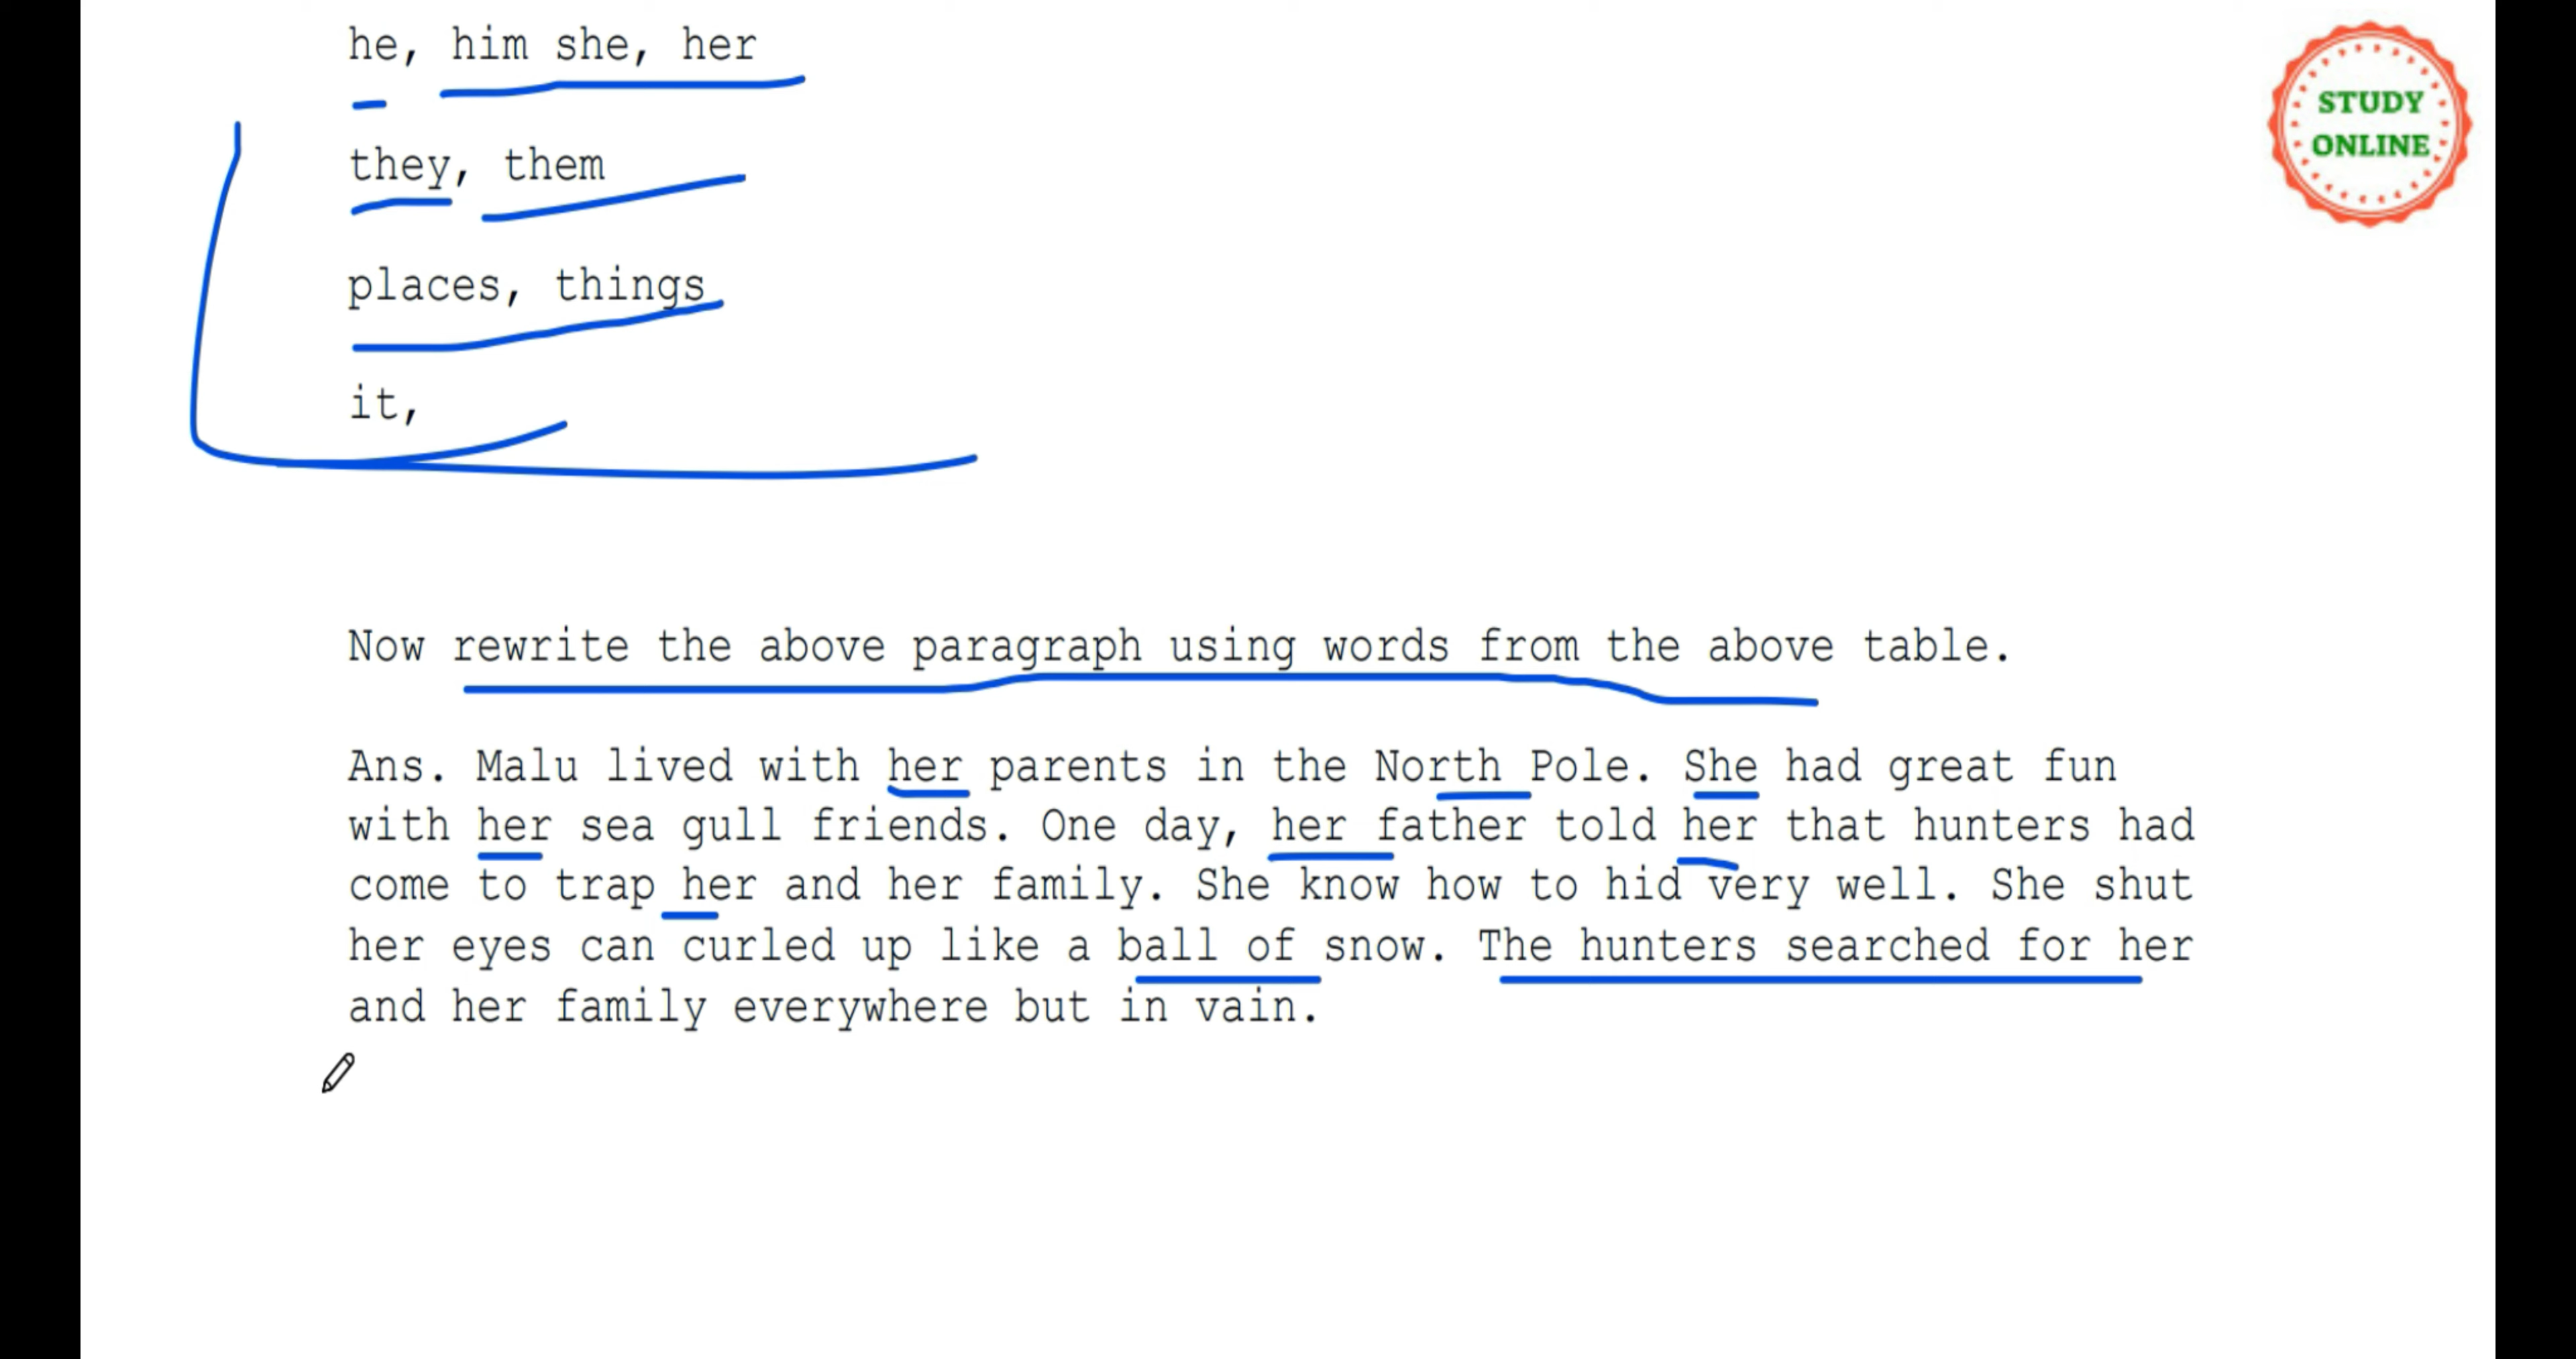 he, him she, her
they, them
places, things
it,
Now rewrite the above paragraph using words from the above table.
Ans. Malu lived with her parents in the North Pole. She had great fun
with her sea gull friends. One day, her father told her that hunters had
come to trap her and her family. She know how to hid very well. She shut
her eyes can curled up like a ball of snow. The hunters searched for her
and her family everywhere but in vain.
STUDY
ONLINE